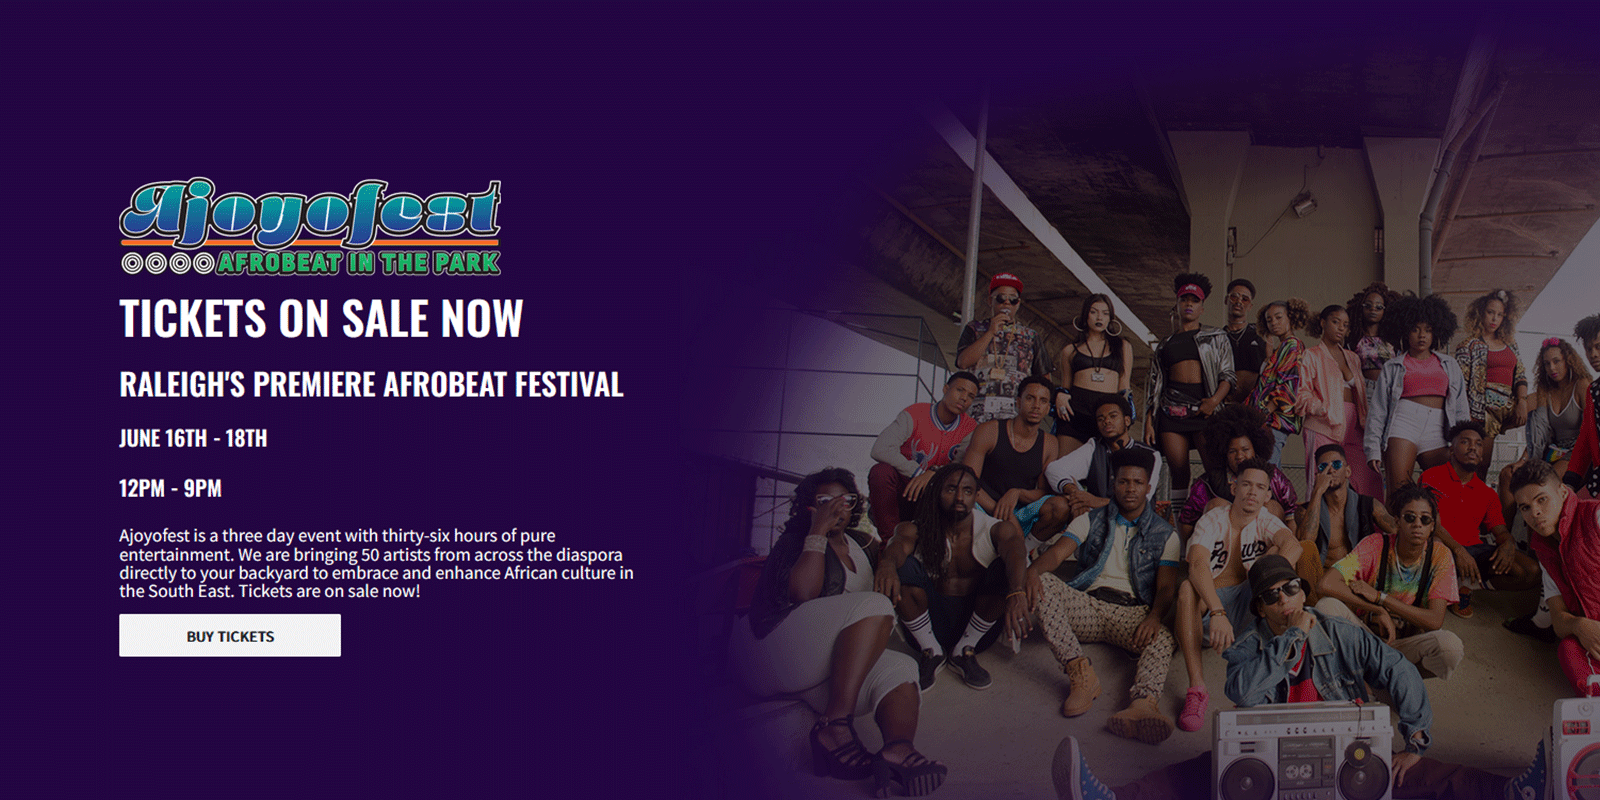 Ajoyofest
AFROBEAT IN THE PARK
TICKETS ON SALE NOW
RALEIGH'S PREMIERE AFROBEAT FESTIVAL
JUNE 16TH - 18TH
12PM - 9PM
Ajoyofest is a three day event with thirty-six hours of pure
entertainment. We are bringing 50 artists from across the diaspora
directly to your backyard to embrace and enhance African culture in
the South East. Tickets are on sale now!
BUY TICKETS